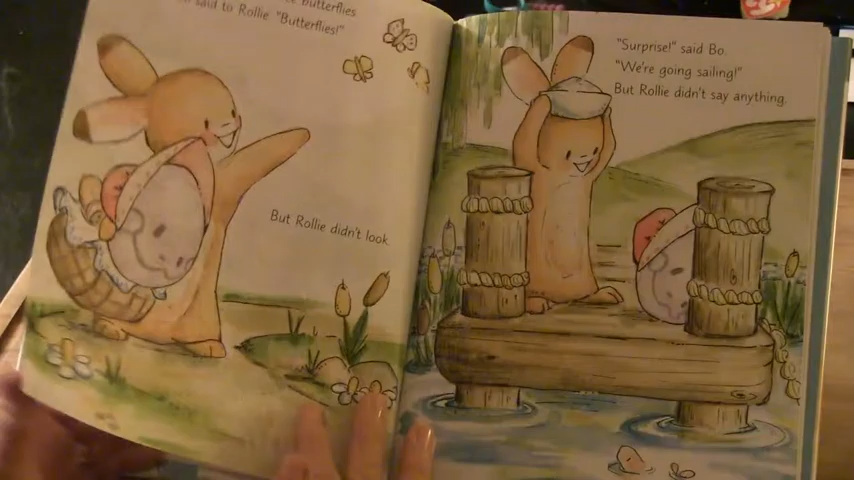 butterflies
said to Rollie "Butterflies!"
But Rollie didn't look
"Surprise!" said Bo.
"We're going sailing!"
But Rollie didn't say anything.